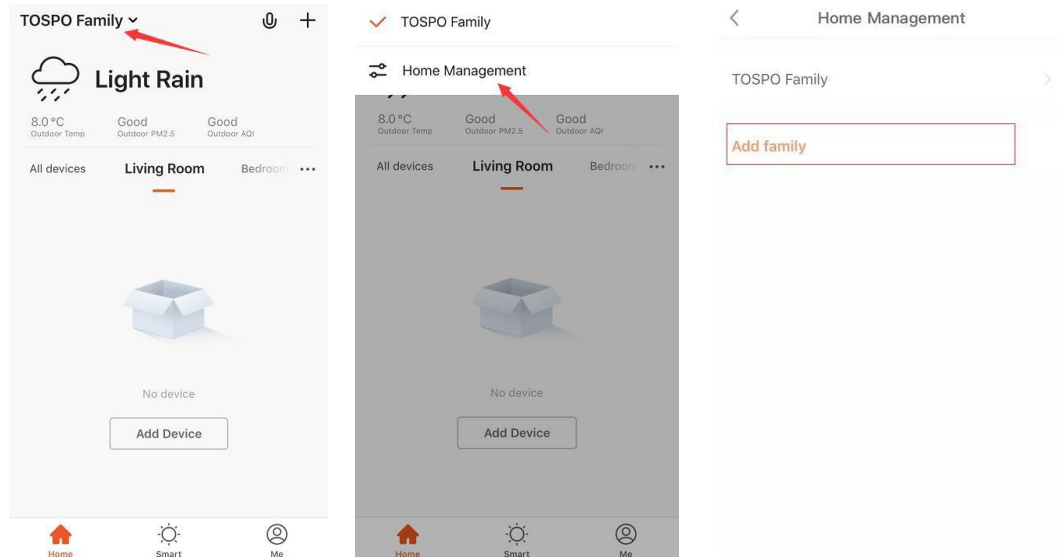 TOSPO Family
Light Rain
8.0 °C Good Good
Outdoor Temp Outdoor PM2.5 Outdoor AQI
All devices Living Room Bedroom
No device
Add Device
Home Smart Me
TOSPO Family
Home Management
8.0 °C Good Good
Outdoor Temp Outdoor PM2.5 Outdoor AQI
All devices Living Room Bedroom
No device
Add Device
Home Smart Me
Home Management
TOSPO Family
Add family